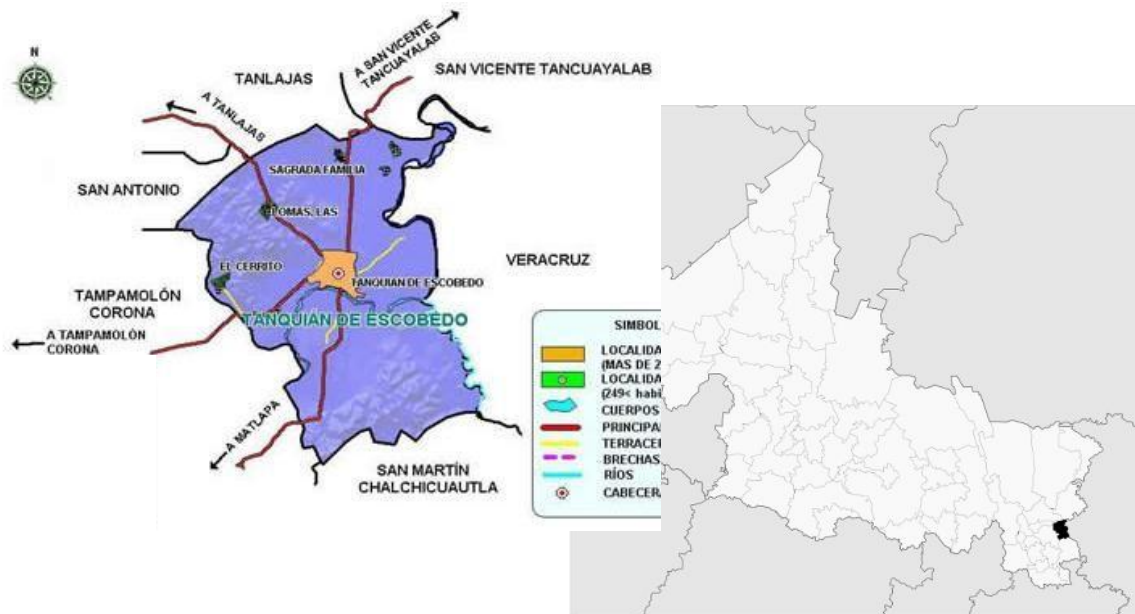 N
A SAN VICENTE
TANCUAYALAB
TANLAJAS
SAN VICENTE TANCUAYALAB
A TANLAJAS
SAGRADA FAMILIA
SAN ANTONIO
LOMAS, LAS
EL CERRITO
VERACRUZ
TANQUIAN DE ESCOBEDO
TAMPAMOLÓN
CORONA
TANQUIÁN DE ESCOBEDO
A TAMPAMOLÓN
CORONA
A MATLAPA
SAN MARTÍN
CHALCHICUAUTLA
SIMBOL
LOCALIDA
(MAS DE 2
LOCALIDA
(249< habi
CUERPOS
PRINCIPA
TERRACE
BRECHAS
RÍOS
CABECER